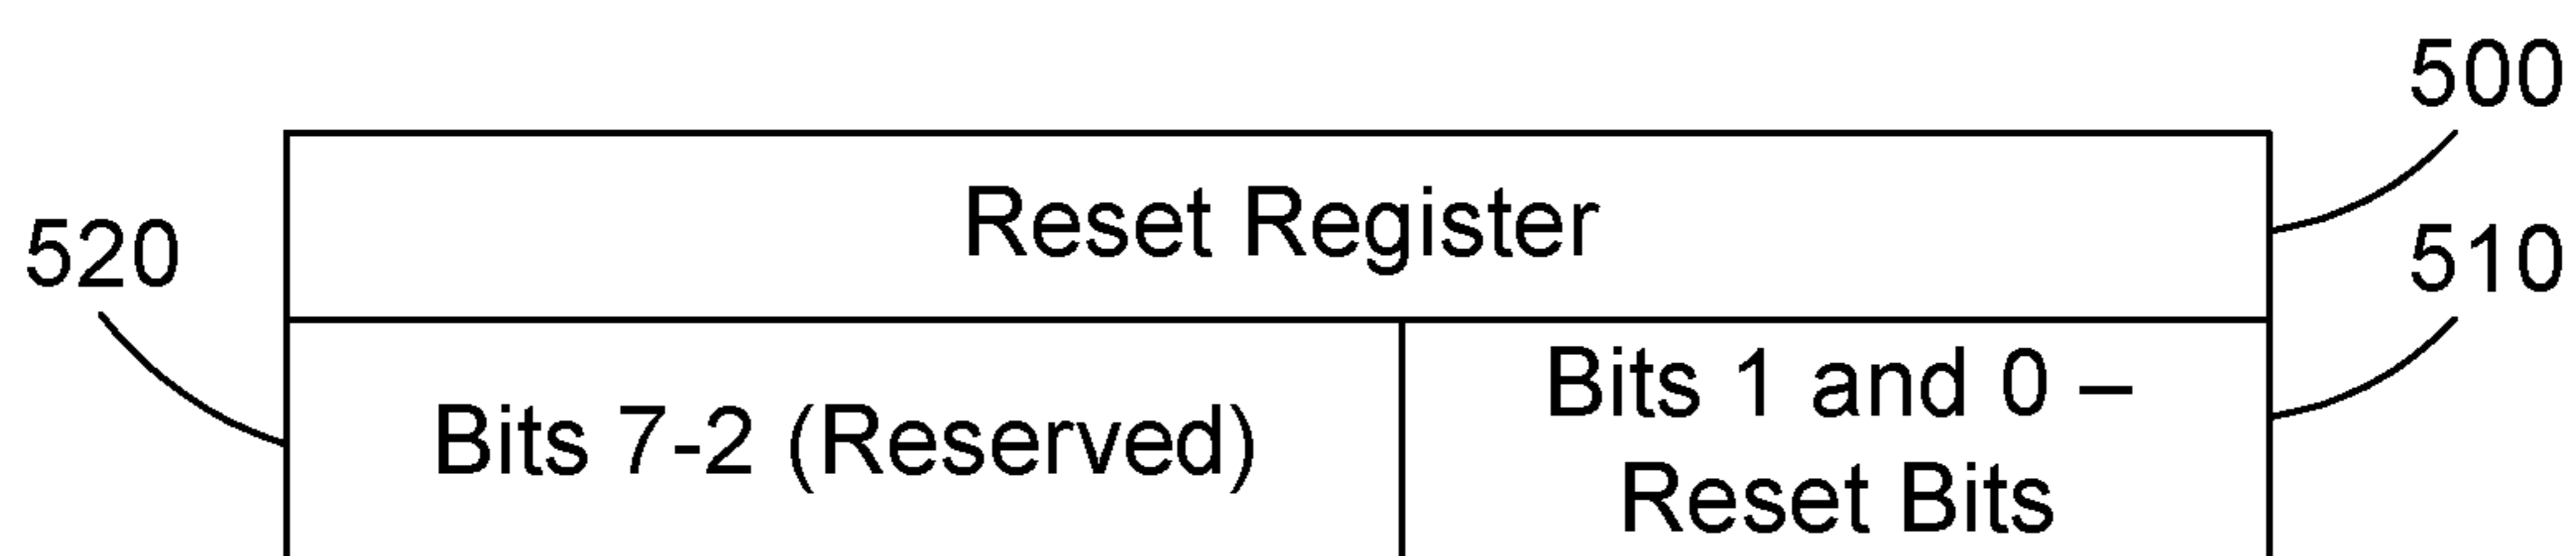 500
Reset Register
520
510
Bits 7-2 (Reserved)
Bits 1 and 0 –
Reset Bits